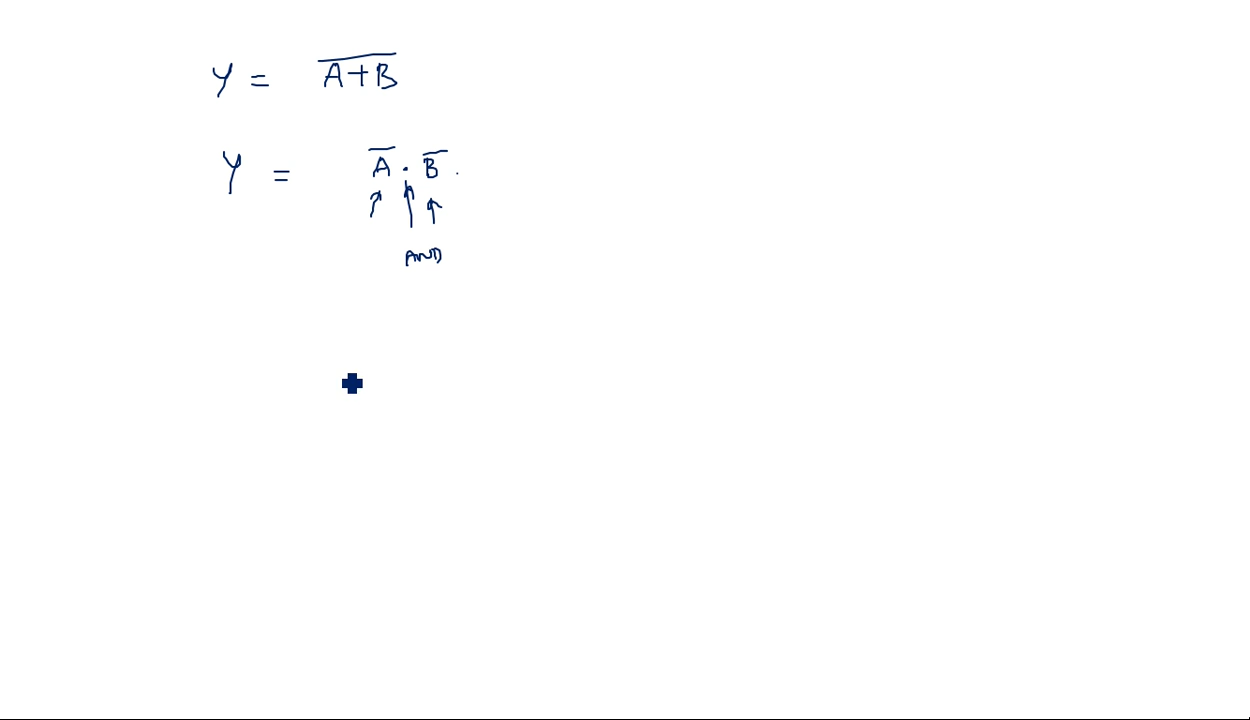 Y = A̅+̅B̅
Y = A̅ . B̅ .
AND